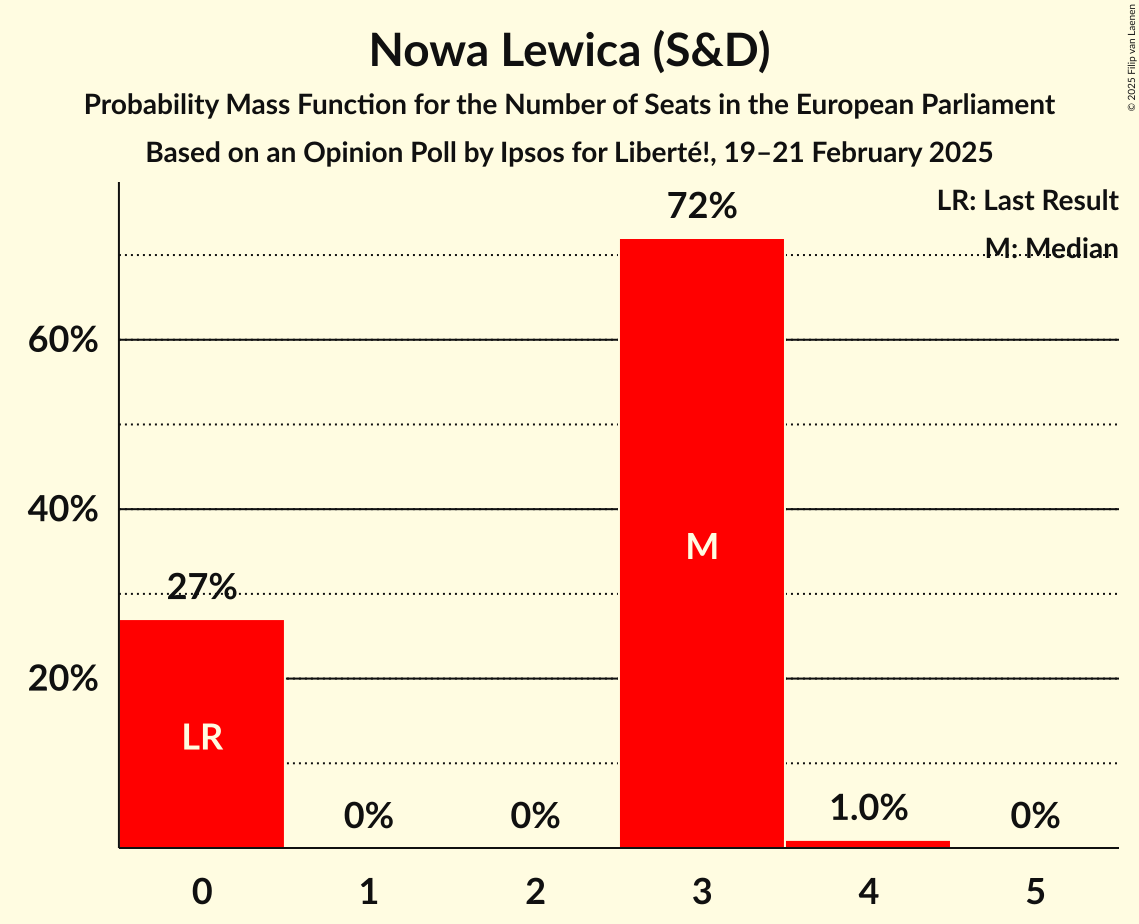 Nowa Lewica (S&D)
Probability Mass Function for the Number of Seats in the European Parliament
Based on an Opinion Poll by Ipsos for Liberté!, 19–21 February 2025
© 2025 Filip van Laenen
LR: Last Result
M: Median
72%
60%
40%
20%
27%
0%
0%
1.0%
0%
LR
M
0 1 2 3 4 5